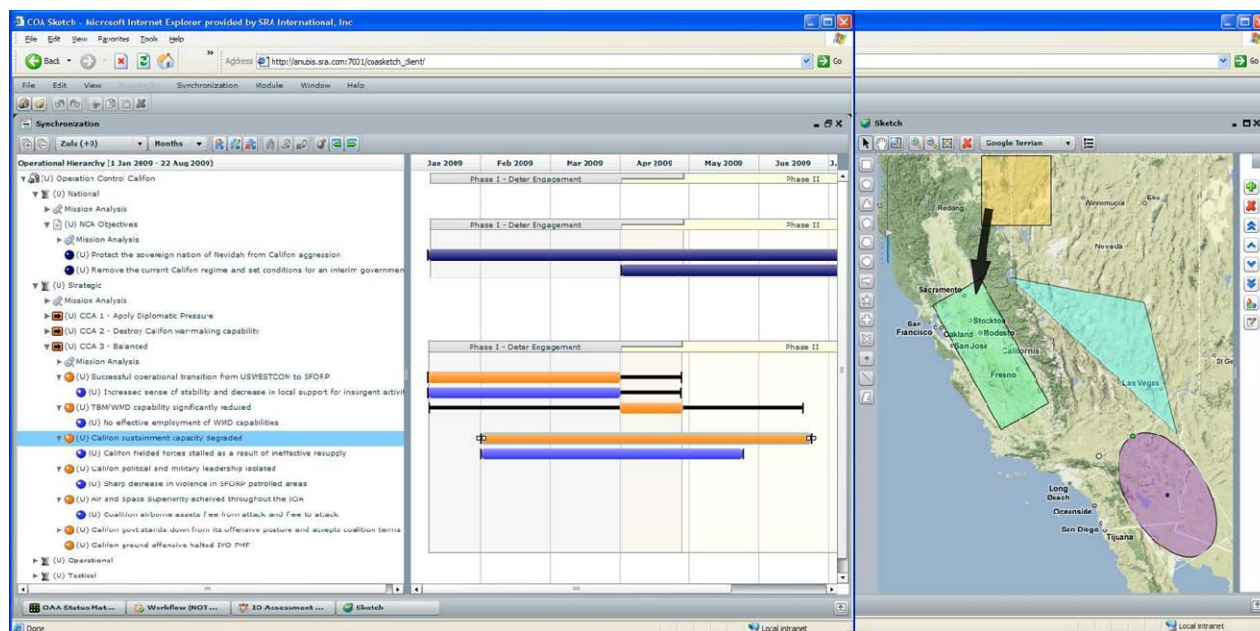 COA Sketch - Microsoft Internet Explorer provided by SRA International, Inc
File Edit View Favorites Tools Help
Back
»
Address http://anubis.sra.com:7001/coasketch_client/
Go
Go
File Edit View Synchronization Module Window Help
Synchronization
Zulu (+0) Months
Operational Hierarchy [1 Jan 2009 - 22 Aug 2009)
Jan 2009 Feb 2009 Mar 2009 Apr 2009 May 2009 Jun 2009 J.
(U) Operation Control Califon
Phase I - Deter Engagement Phase II
(U) National
Mission Analysis
(U) NCA Objectives
Phase I - Deter Engagement Phase II
Mission Analysis
(U) Protect the sovereign nation of Nevidah from Califon aggression
(U) Remove the current Califon regime and set conditions for an interim governmen
(U) Strategic
Mission Analysis
(U) CCA 1 - Apply Diplomatic Pressure
(U) CCA 2 - Destroy Califon war-making capability
(U) CCA 3 - Balanced
Phase I - Deter Engagement Phase II
Mission Analysis
(U) Successful operational transition from USWESTCOM to SFORP
(U) Increased sense of stability and decrease in local support for insurgent activit
(U) TBM/WMD capability significantly reduced
(U) No effective employment of WMD capabilities
(U) Califon sustainment capacity degraded
(U) Califon fielded forces stalled as a result of ineffective resupply
(U) Califon political and military leadership isolated
(U) Sharp decrease in violence in SFORP patrolled areas
(U) Air and Space Superiority acheived throughout the JOA
(U) Coalition airborne assets free from attack and free to attack
(U) Califon govt stands down from its offensive posture and accepts coalition terms
(U) Califon ground offensive halted IVO PMF
(U) Operational
(U) Tactical
OAA Status Mat... Workflow (NOT ... ID Assessment ... Sketch
Done Local intranet
Sketch
Google Terrian
Redding
Winnemucca
Elko
Nevada
Sacramento
Stockton
San Francisco
Oakland
Modesto
San Jose
California
St Ge
Fresno
Las Vegas
Long Beach
Oceanside
San Diego
Tijuana
Local intranet